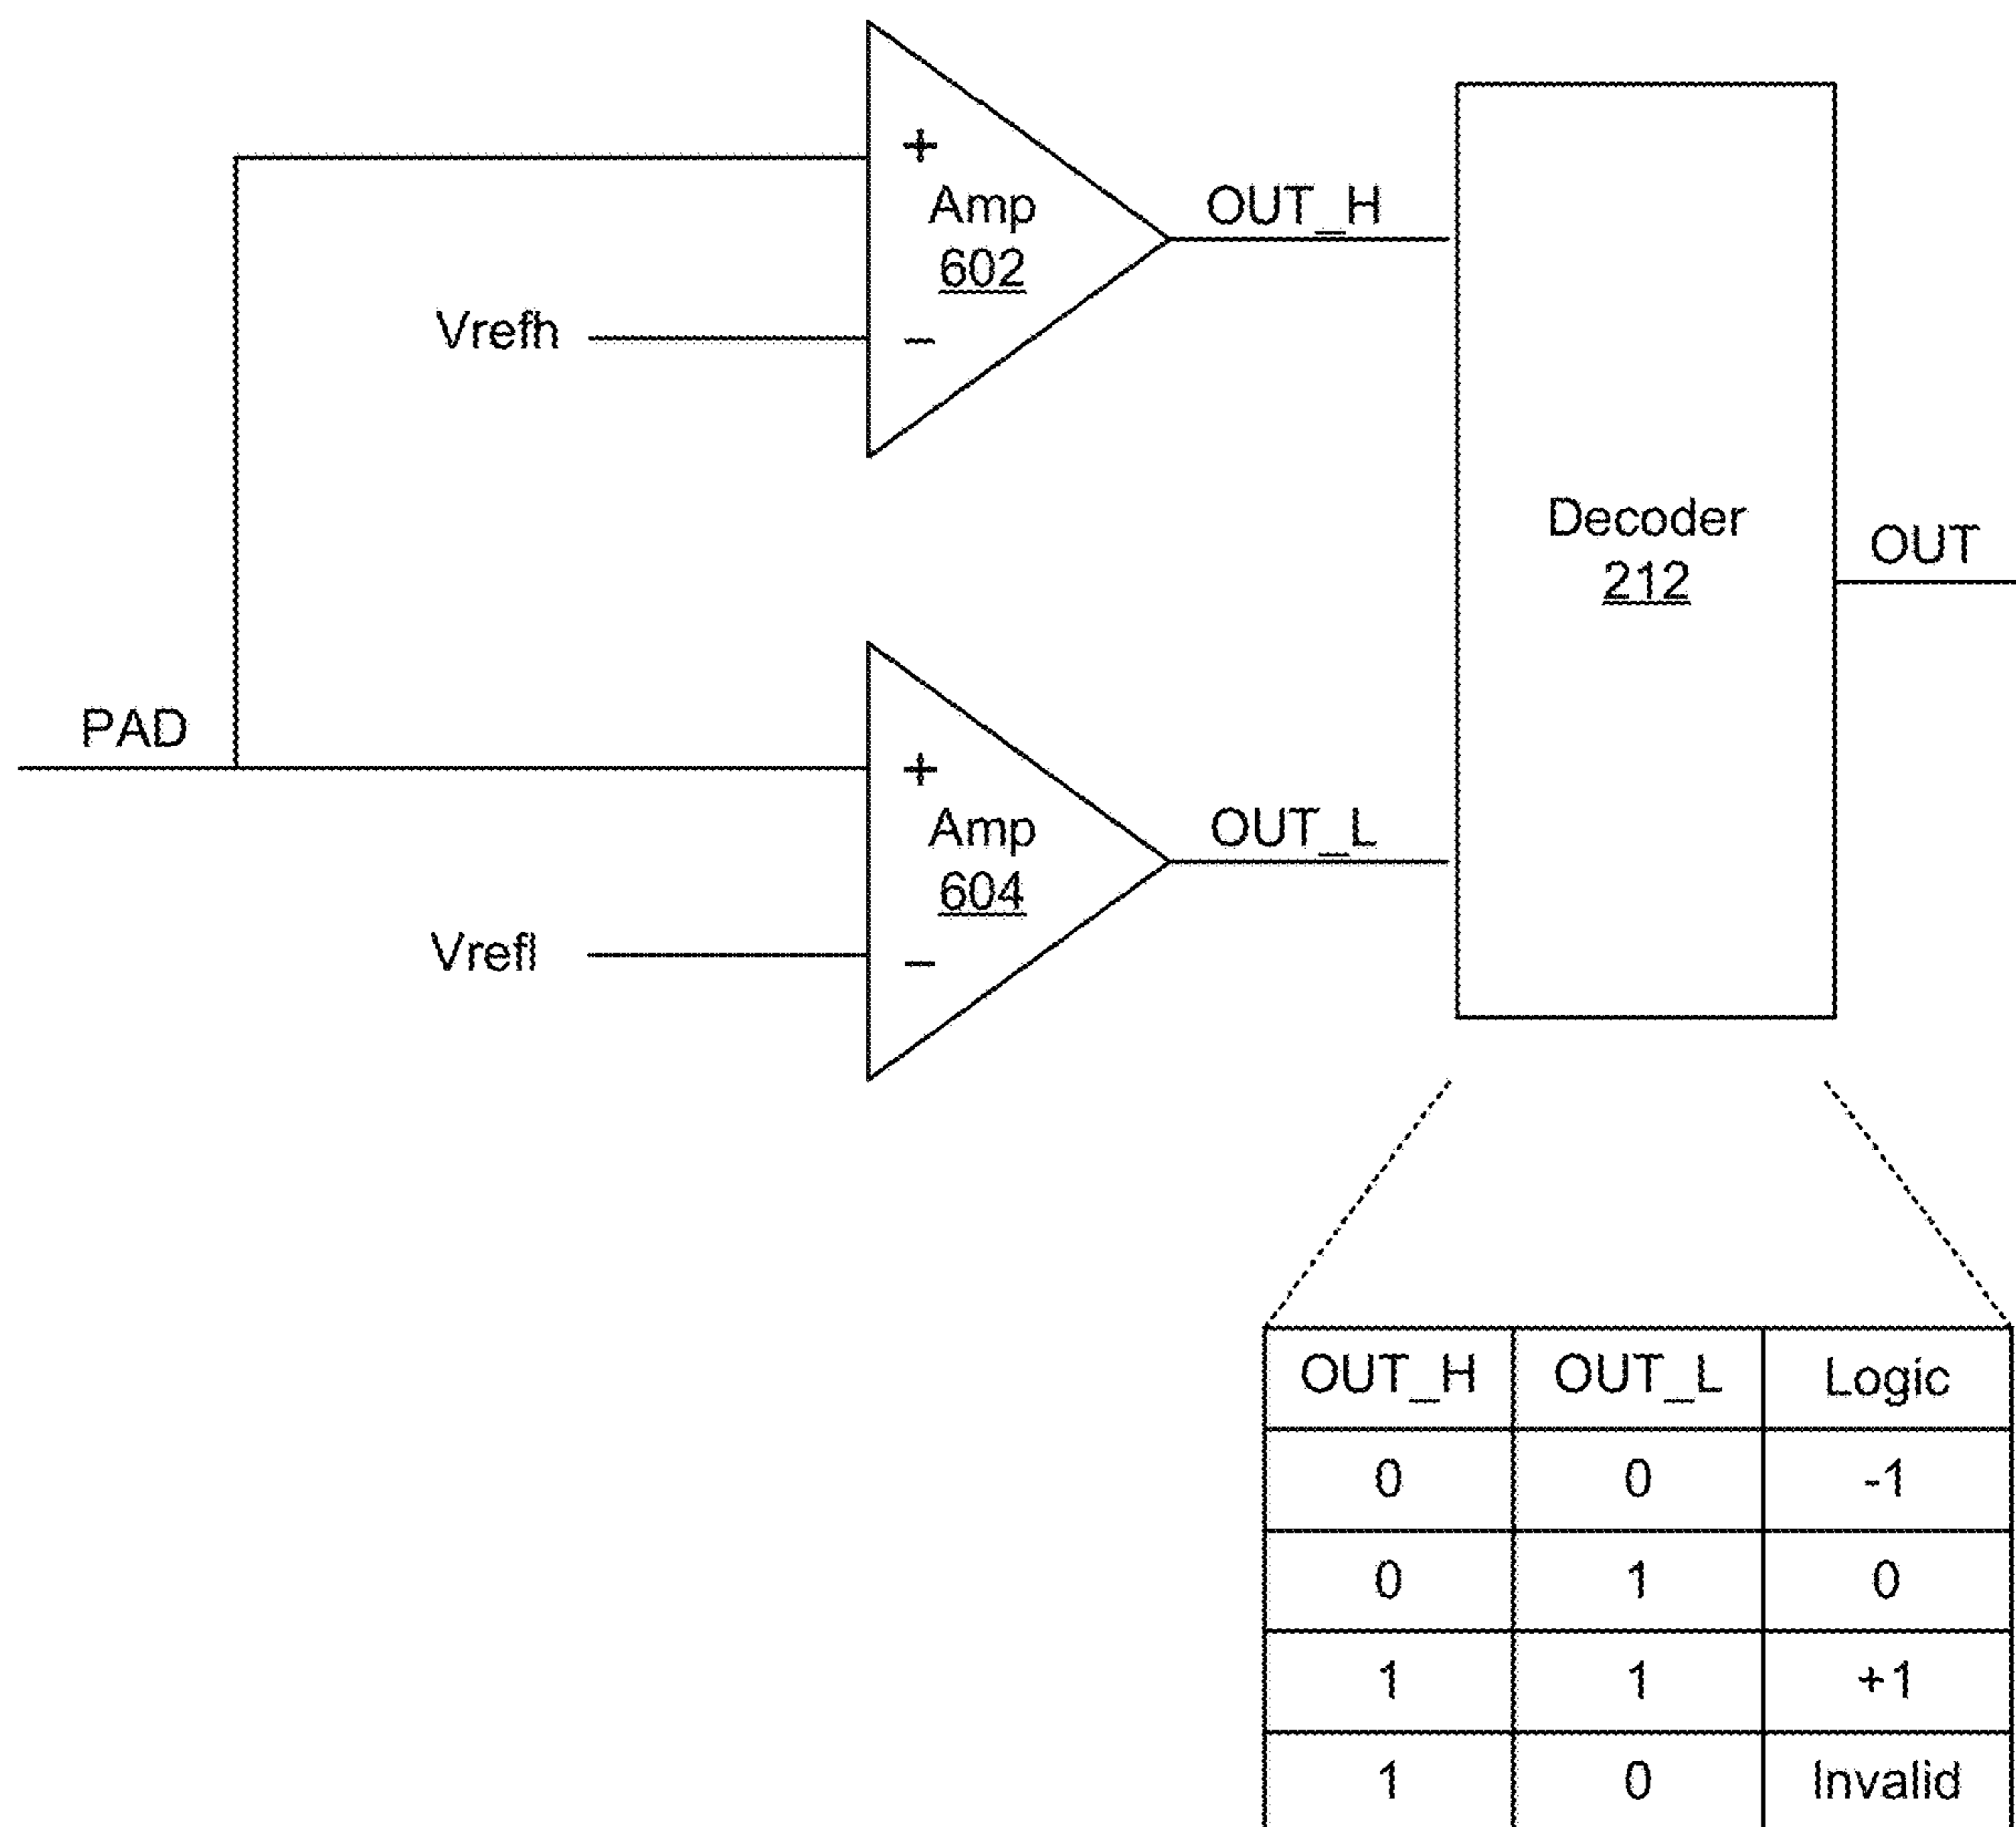 +
Amp
602
OUT_H
Vrefh
−
Decoder
212
OUT
PAD
+
Amp
604
OUT_L
Vrefl
−
OUT_H OUT_L Logic
0 0 -1
0 1 0
1 1 +1
1 0 Invalid